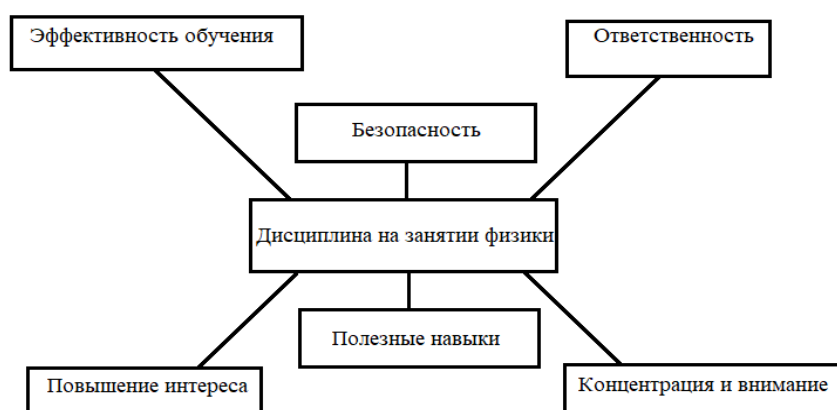 Эффективность обучения
Ответственность
Безопасность
Дисциплина на занятии физики
Полезные навыки
Повышение интереса
Концентрация и внимание